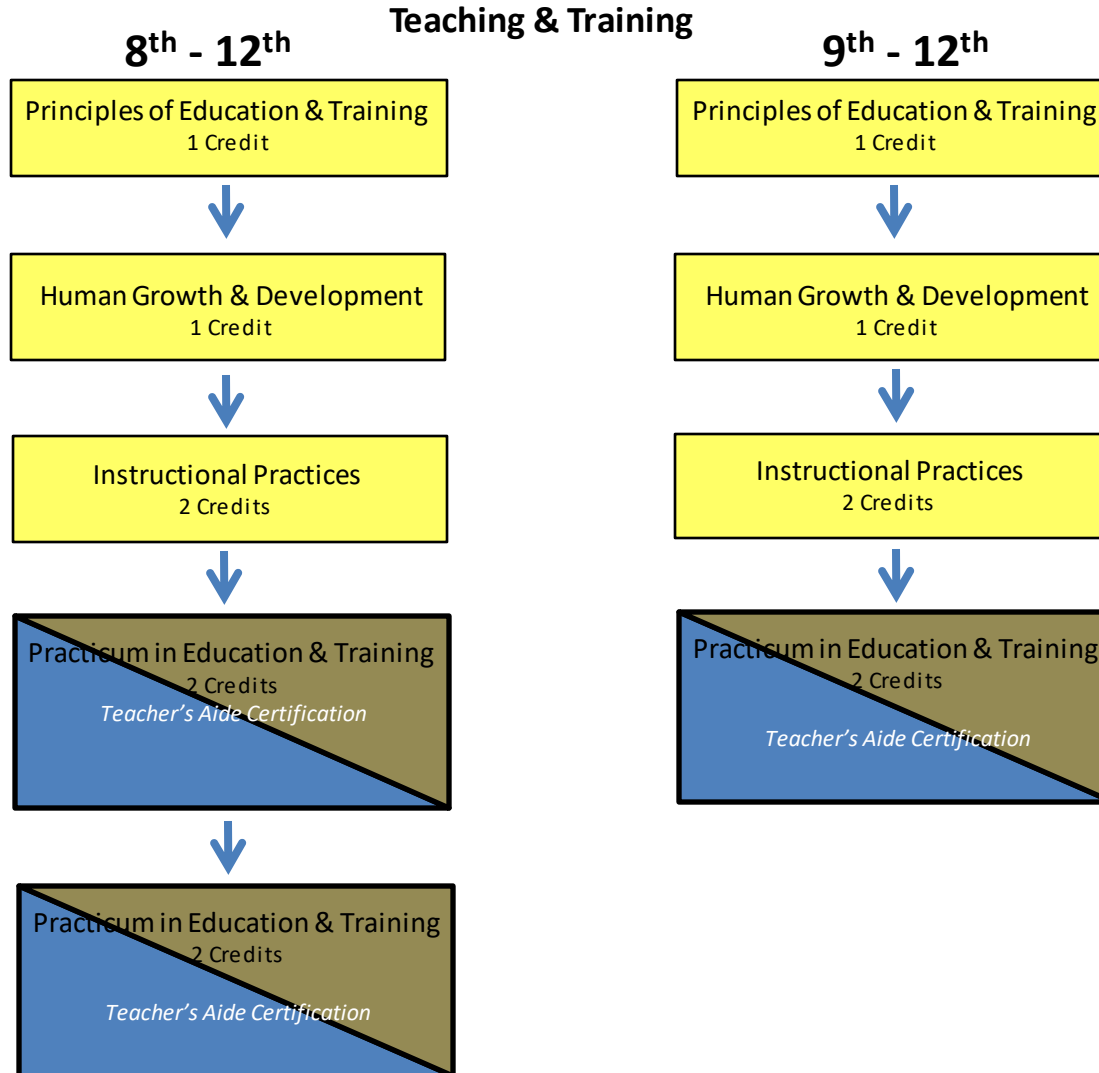 Teaching & Training
8th - 12th
Principles of Education & Training
1 Credit
Human Growth & Development
1 Credit
Instructional Practices
2 Credits
Practicum in Education & Training
2 Credits
Teacher’s Aide Certification
Practicum in Education & Training
2 Credits
Teacher’s Aide Certification
9th - 12th
Principles of Education & Training
1 Credit
Human Growth & Development
1 Credit
Instructional Practices
2 Credits
Practicum in Education & Training
2 Credits
Teacher’s Aide Certification